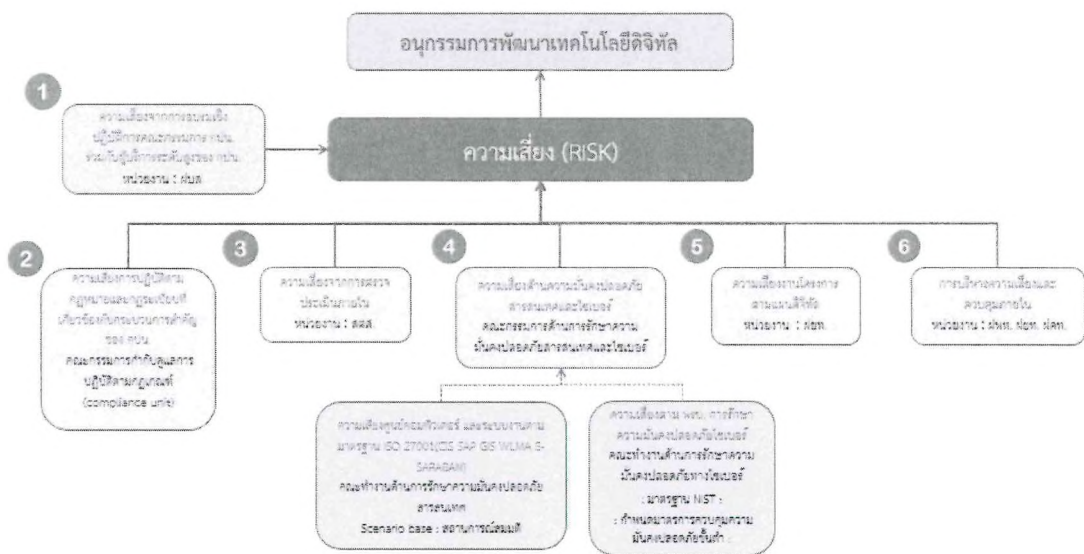 อนุกรรมการพัฒนาเทคโนโลยีดิจิทัล
1
ความเสี่ยงจากการอบรมเชิง
ปฏิบัติการคณะกรรมการ กปน.
ร่วมกับผู้บริหารระดับสูงของ กปน.
หน่วยงาน : ฝบส
ความเสี่ยง (RISK)
2
ความเสี่ยงการปฏิบัติตาม
กฎหมายและกฎระเบียบที่
เกี่ยวข้องกับกระบวนการสำคัญ
ของ กปน.
คณะกรรมการกำกับดูแลการ
ปฏิบัติตามกฎเกณฑ์
(compliance unit)
3
ความเสี่ยงจากการตรวจ
ประเมินภายใน
หน่วยงาน : สตส.
4
ความเสี่ยงด้านความมั่นคงปลอดภัย
สารสนเทศและไซเบอร์
คณะกรรมการด้านการรักษาความ
มั่นคงปลอดภัยสารสนเทศและไซเบอร์
5
ความเสี่ยงงานโครงการ
ตามแผนดิจิทัล
หน่วยงาน : ฝยท.
6
การบริหารความเสี่ยงและ
ควบคุมภายใน
หน่วยงาน : ฝพท. ฝยท. ฝคท.
ความเสี่ยงศูนย์คอมพิวเตอร์ และระบบงานตาม
มาตรฐาน ISO 27001(CIS SAP GIS WLMA E-
SARABAN)
คณะทำงานด้านการรักษาความมั่นคงปลอดภัย
สารสนเทศ
Scenario base : สถานการณ์สมมติ
ความเสี่ยงตาม พรบ. การรักษา
ความมั่นคงปลอดภัยไซเบอร์
คณะทำงานด้านการรักษาความ
มั่นคงปลอดภัยทางไซเบอร์
: มาตรฐาน NIST :
: กำหนดมาตรการควบคุมความ
มั่นคงปลอดภัยขั้นต่ำ :